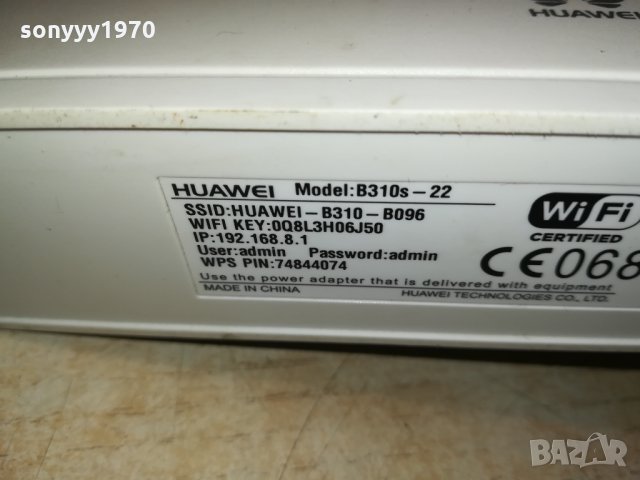 sonyyy1970
HUAWEI
HUAWEI Model:B310s-22
SSID:HUAWEI-B310-B096
WIFI KEY:0Q8L3H06J50
IP:192.168.8.1
User:admin Password:admin
WPS PIN:74844074
Use the power adapter that is delivered with equipment
MADE IN CHINA HUAWEI TECHNOLOGIES CO., LTD.
Wi Fi
CERTIFIED
CE068
BAZAR